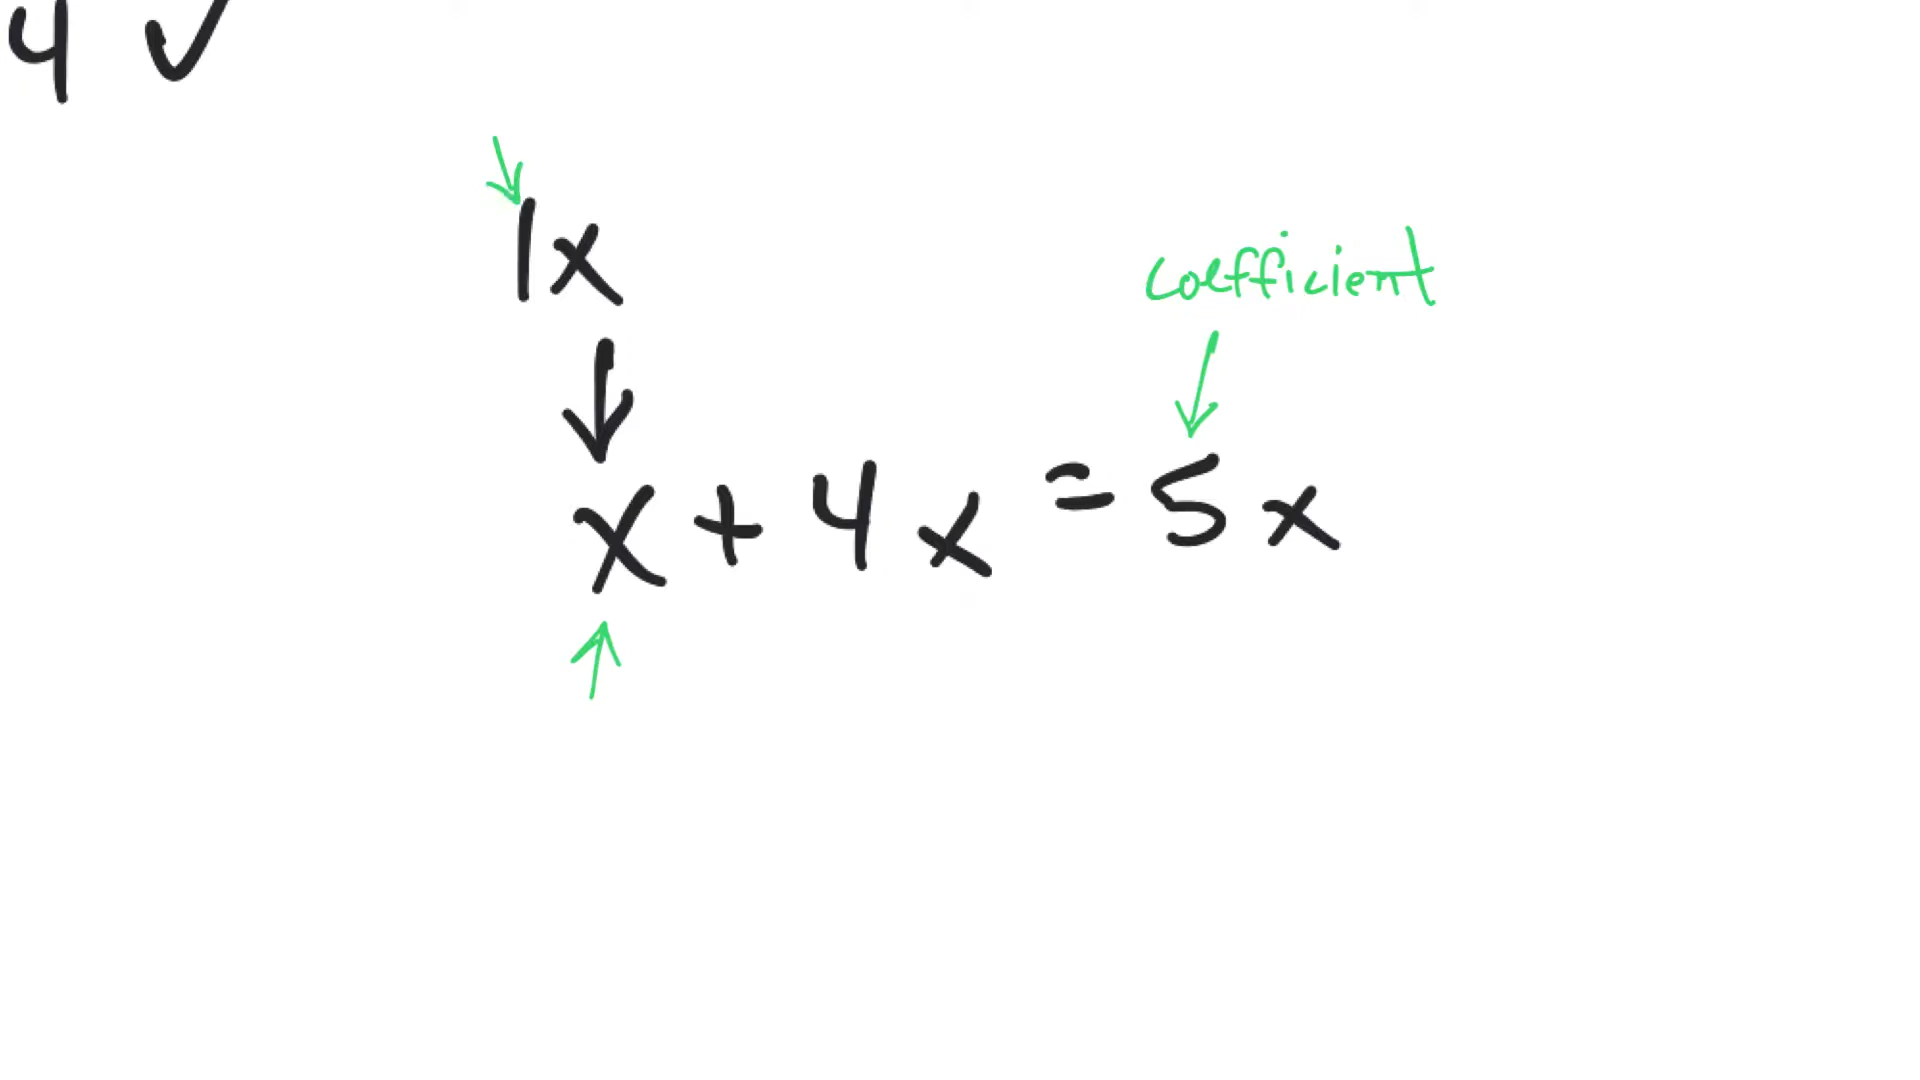 4 ✓
1x
coefficient
x + 4x = 5x